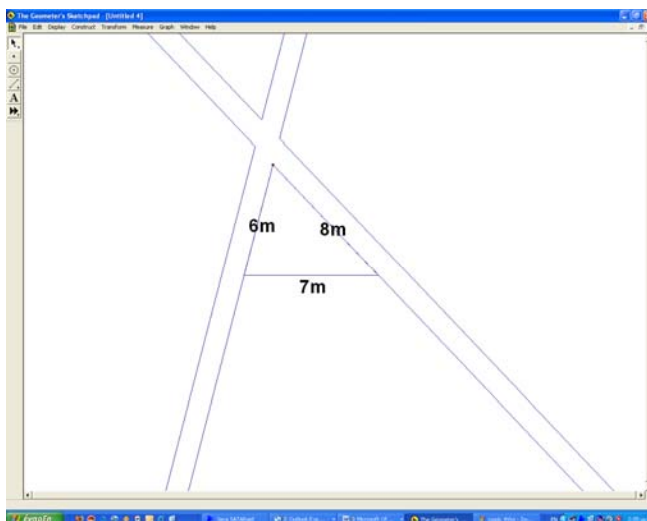 The Geometer's Sketchpad - [Untitled 4]
File Edit Display Construct Transform Measure Graph Window Help
A
6m
8m
7m